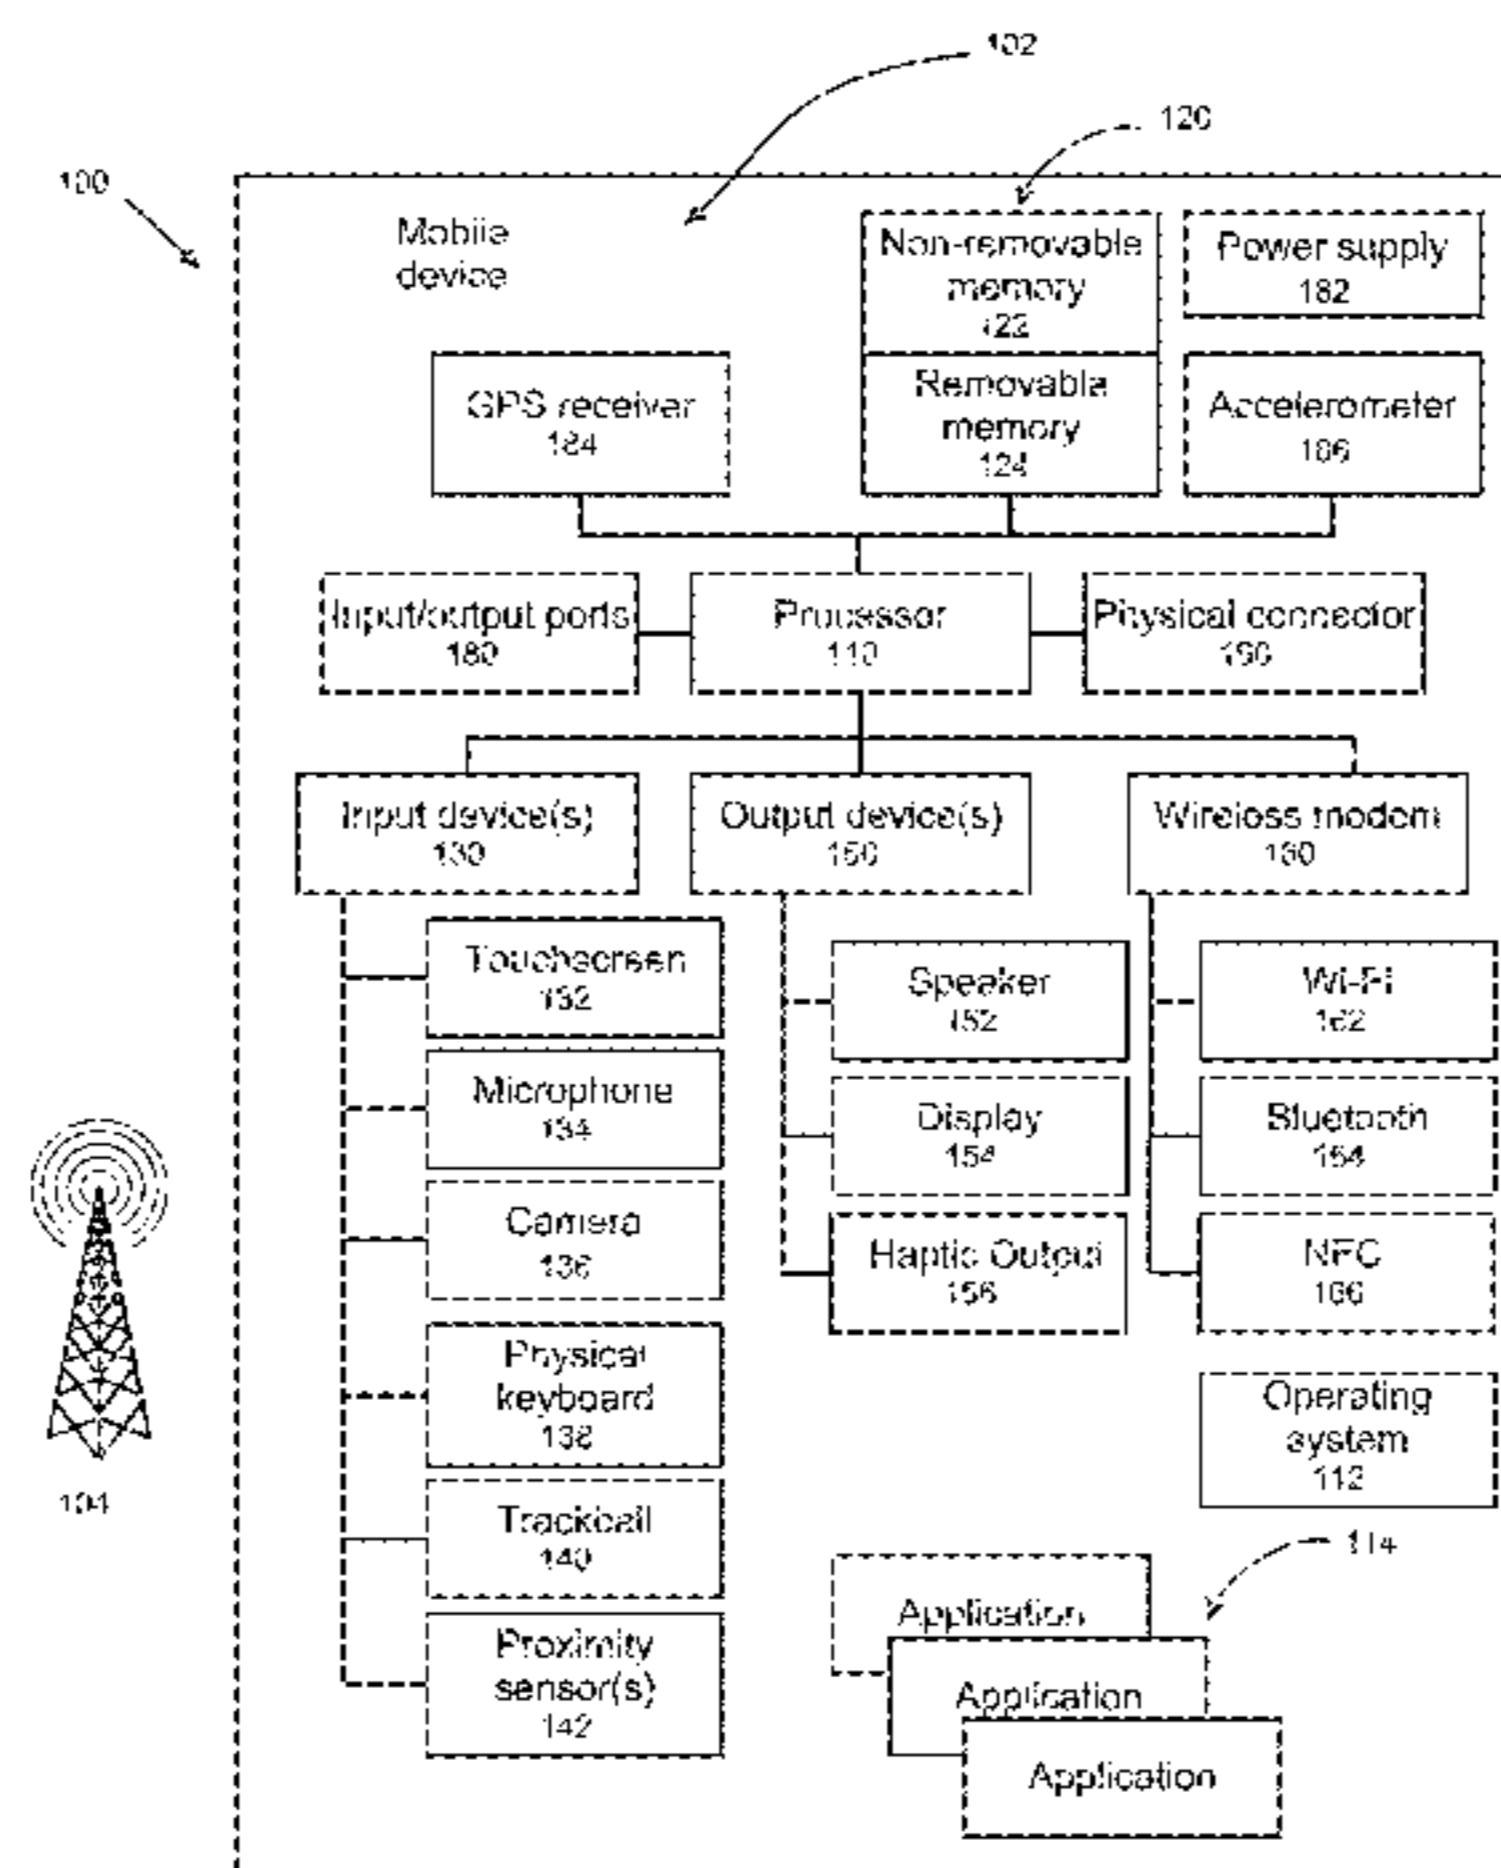 102
120
100
Mobile
device
Non-removable
memory
122
Power supply
182
GPS receiver
184
Removable
memory
124
Accelerometer
186
Input/output ports
180
Processor
110
Physical connector
190
Input device(s)
130
Output device(s)
150
Wireless modem
160
Touchscreen
132
Speaker
152
Wi-Fi
162
Microphone
134
Display
154
Bluetooth
164
Camera
136
Haptic Output
156
NFC
166
Physical
keyboard
138
Operating
system
112
104
Trackball
140
114
Application
Proximity
sensor(s)
142
Application
Application